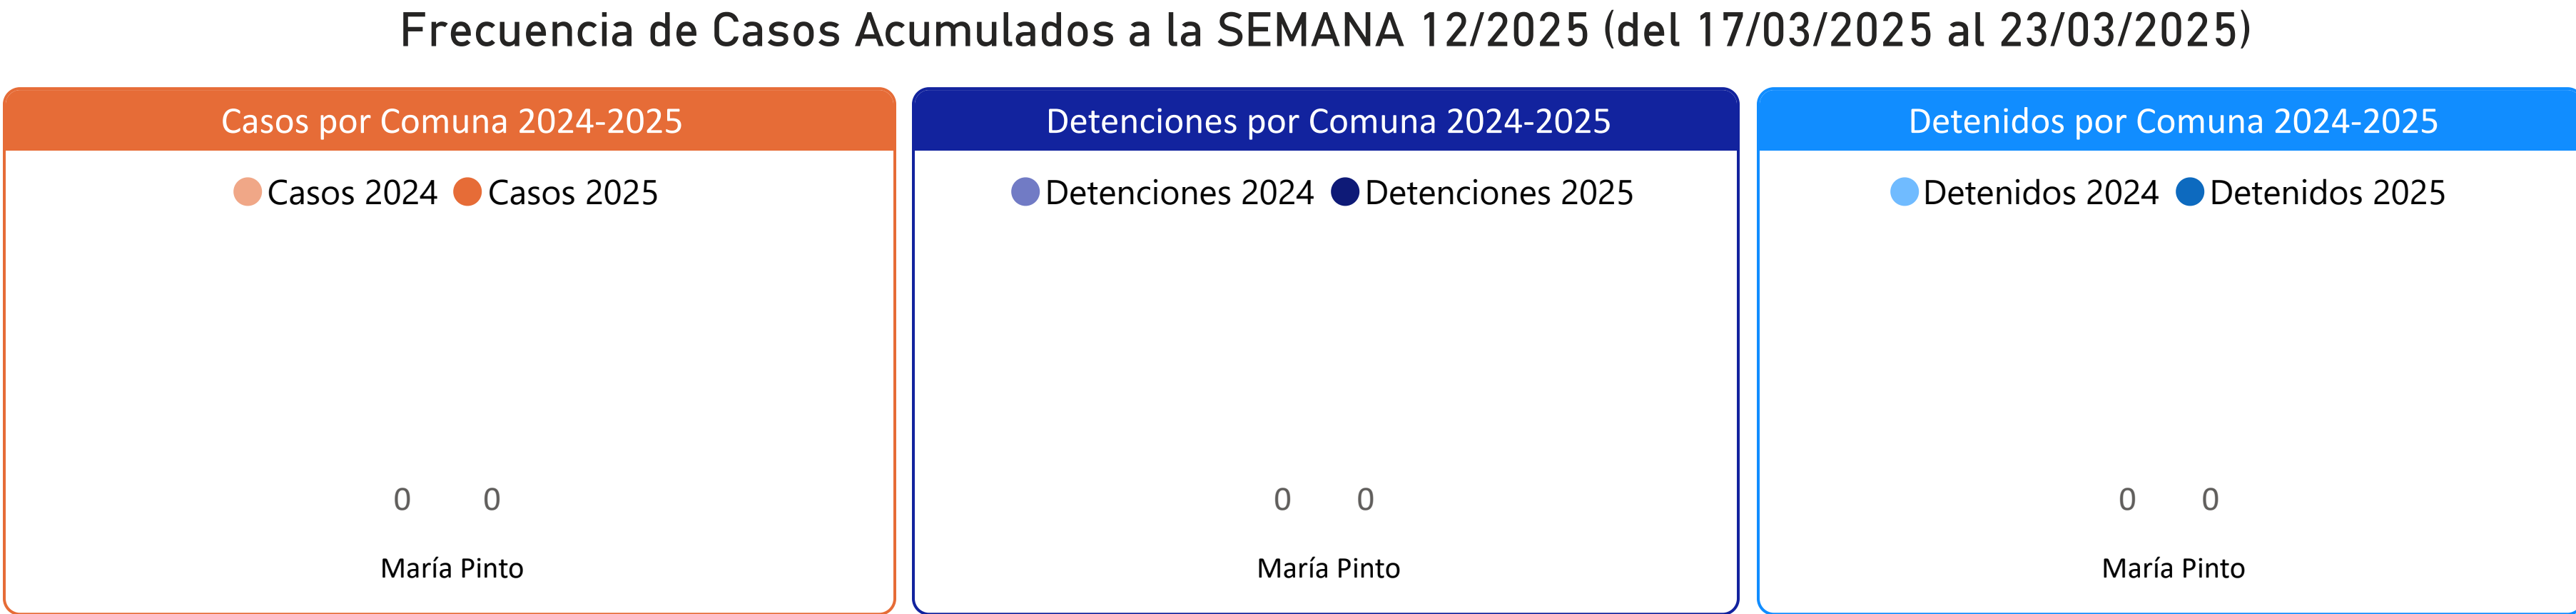 Frecuencia de Casos Acumulados a la SEMANA 12/2025 (del 17/03/2025 al 23/03/2025)
Casos por Comuna 2024-2025
Casos 2024 Casos 2025
0 0
María Pinto
Detenciones por Comuna 2024-2025
Detenciones 2024 Detenciones 2025
0 0
María Pinto
Detenidos por Comuna 2024-2025
Detenidos 2024 Detenidos 2025
0 0
María Pinto